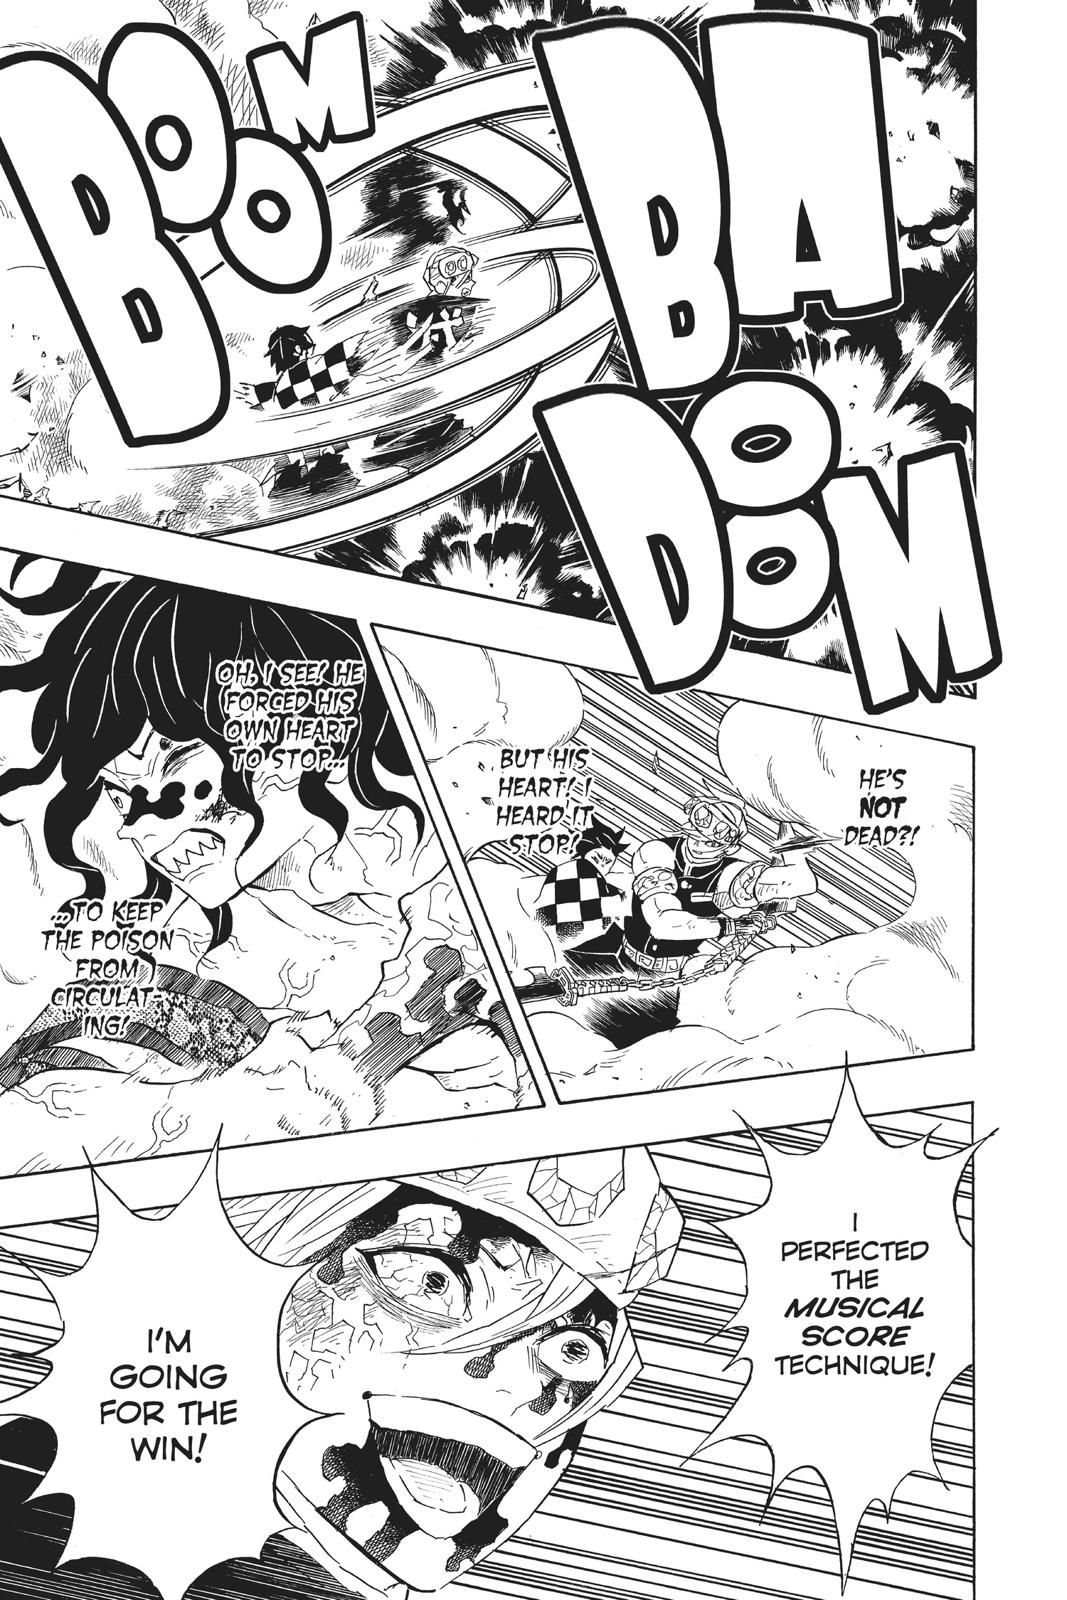 BA
DOOM
BOOM
HE'S
NOT
DEAD?!
BUT HIS
HEART! I
HEARD IT
STOP!
OH, I SEE! HE
FORCED HIS
OWN HEART
TO STOP...
...TO KEEP
THE POISON
FROM
CIRCULAT-
ING!
I
PERFECTED
THE
MUSICAL
SCORE
TECHNIQUE!
I'M
GOING
FOR THE
WIN!